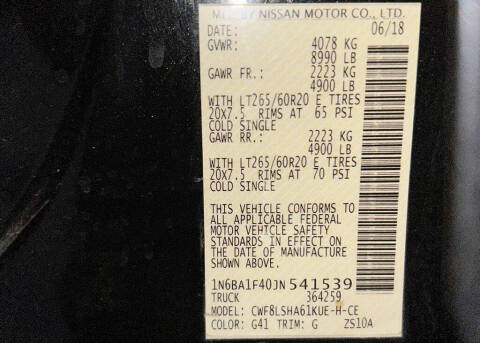 MFD BY NISSAN MOTOR CO., LTD.
DATE: 06/18
GVWR: 4078 KG
8990 LB
GAWR FR.: 2223 KG
4900 LB
WITH LT265/60R20 E TIRES
20X7.5 RIMS AT 65 PSI
COLD SINGLE
GAWR RR.: 2223 KG
4900 LB
WITH LT265/60R20 E TIRES
20X7.5 RIMS AT 70 PSI
COLD SINGLE
THIS VEHICLE CONFORMS TO
ALL APPLICABLE FEDERAL
MOTOR VEHICLE SAFETY
STANDARDS IN EFFECT ON
THE DATE OF MANUFACTURE
SHOWN ABOVE.
1N6BA1F40JN541539
TRUCK 364259
MODEL: CWF8LSHA61KUE-H-CE
COLOR: G41 TRIM: G ZS10A